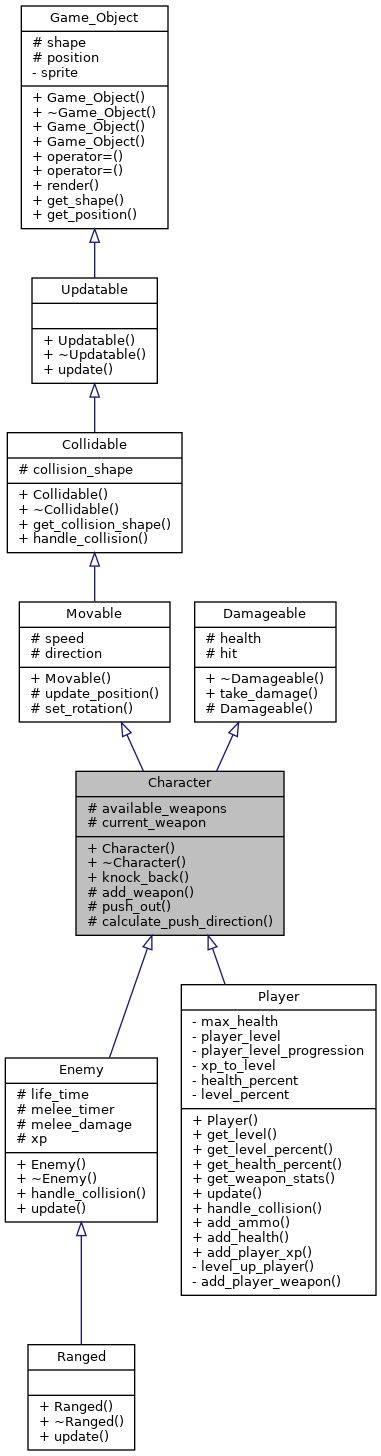 Game_Object
# shape
# position
- sprite
+ Game_Object()
+ ~Game_Object()
+ Game_Object()
+ Game_Object()
+ operator=()
+ operator=()
+ render()
+ get_shape()
+ get_position()
Updatable
+ Updatable()
+ ~Updatable()
+ update()
Collidable
# collision_shape
+ Collidable()
+ ~Collidable()
+ get_collision_shape()
+ handle_collision()
Movable
# speed
# direction
+ Movable()
# update_position()
# set_rotation()
Damageable
# health
# hit
+ ~Damageable()
+ take_damage()
# Damageable()
Character
# available_weapons
# current_weapon
+ Character()
+ ~Character()
+ knock_back()
# add_weapon()
# push_out()
# calculate_push_direction()
Player
- max_health
- player_level
- player_level_progression
- xp_to_level
- health_percent
- level_percent
+ Player()
+ get_level()
+ get_level_percent()
+ get_health_percent()
+ get_weapon_stats()
+ update()
+ handle_collision()
+ add_ammo()
+ add_health()
+ add_player_xp()
- level_up_player()
- add_player_weapon()
Enemy
# life_time
# melee_timer
# melee_damage
# xp
+ Enemy()
+ ~Enemy()
+ handle_collision()
+ update()
Ranged
+ Ranged()
+ ~Ranged()
+ update()